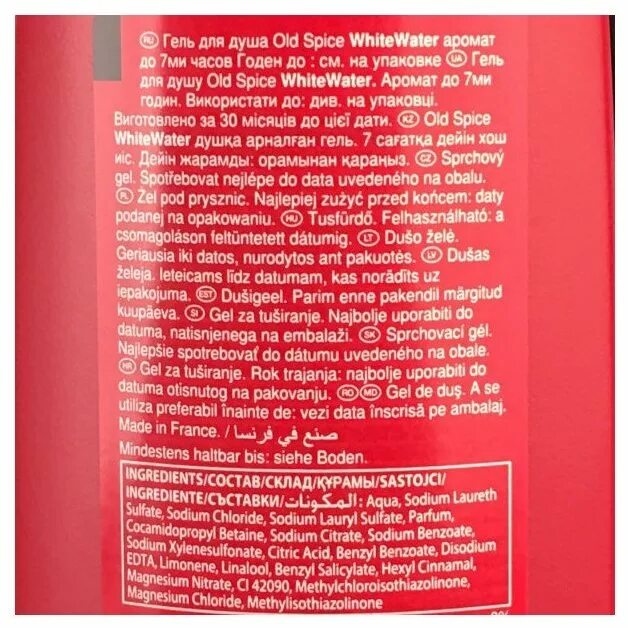 RU Гель для душа Old Spice WhiteWater аромат
до 7ми часов Годен до : см. на упаковке UA Гель
для душу Old Spice WhiteWater. Аромат до 7ми
годин. Використати до: див. на упаковці.
Виготовлено за 30 місяців до цієї дати. KZ Old Spice
WhiteWater душқа арналған гель. 7 сағатқа дейін хош
иіс. Дейін жарамды: орамынан қараңыз. CZ Sprchový
gel. Spotřebovat nejlépe do data uvedeného na obalu.
PL Żel pod prysznic. Najlepiej zużyć przed końcem: daty
podanej na opakowaniu. HU Tusfürdő. Felhasználható: a
csomagoláson feltüntetett dátumig. LT Dušo želė.
Geriausia iki datos, nurodytos ant pakuotės. LV Dušas
želeja. Ieteicams līdz datumam, kas norādīts uz
iepakojuma. EST Dušigeel. Parim enne pakendil märgitud
kuupäeva. SI Gel za tuširanje. Najbolje uporabiti do
datuma, natisnjenega na embalaži. SK Sprchovací gél.
Najlepšie spotrebovať do dátumu uvedeného na obale.
HR Gel za tuširanje. Rok trajanja: najbolje uporabiti do
datuma otisnutog na pakovanju. RO MD Gel de duş. A se
utiliza preferabil înainte de: vezi data înscrisă pe ambalaj.
Made in France. / صنع في فرنسا
Mindestens haltbar bis: siehe Boden.
INGREDIENTS/СОСТАВ/СКЛАД/ҚҰРАМЫ/SASTOJCI/
INGREDIENTE/СЪСТАВКИ/المكونات: Aqua, Sodium Laureth
Sulfate, Sodium Chloride, Sodium Lauryl Sulfate, Parfum,
Cocamidopropyl Betaine, Sodium Citrate, Sodium Benzoate,
Sodium Xylenesulfonate, Citric Acid, Benzyl Benzoate, Disodium
EDTA, Limonene, Linalool, Benzyl Salicylate, Hexyl Cinnamal,
Magnesium Nitrate, CI 42090, Methylchloroisothiazolinone,
Magnesium Chloride, Methylisothiazolinone